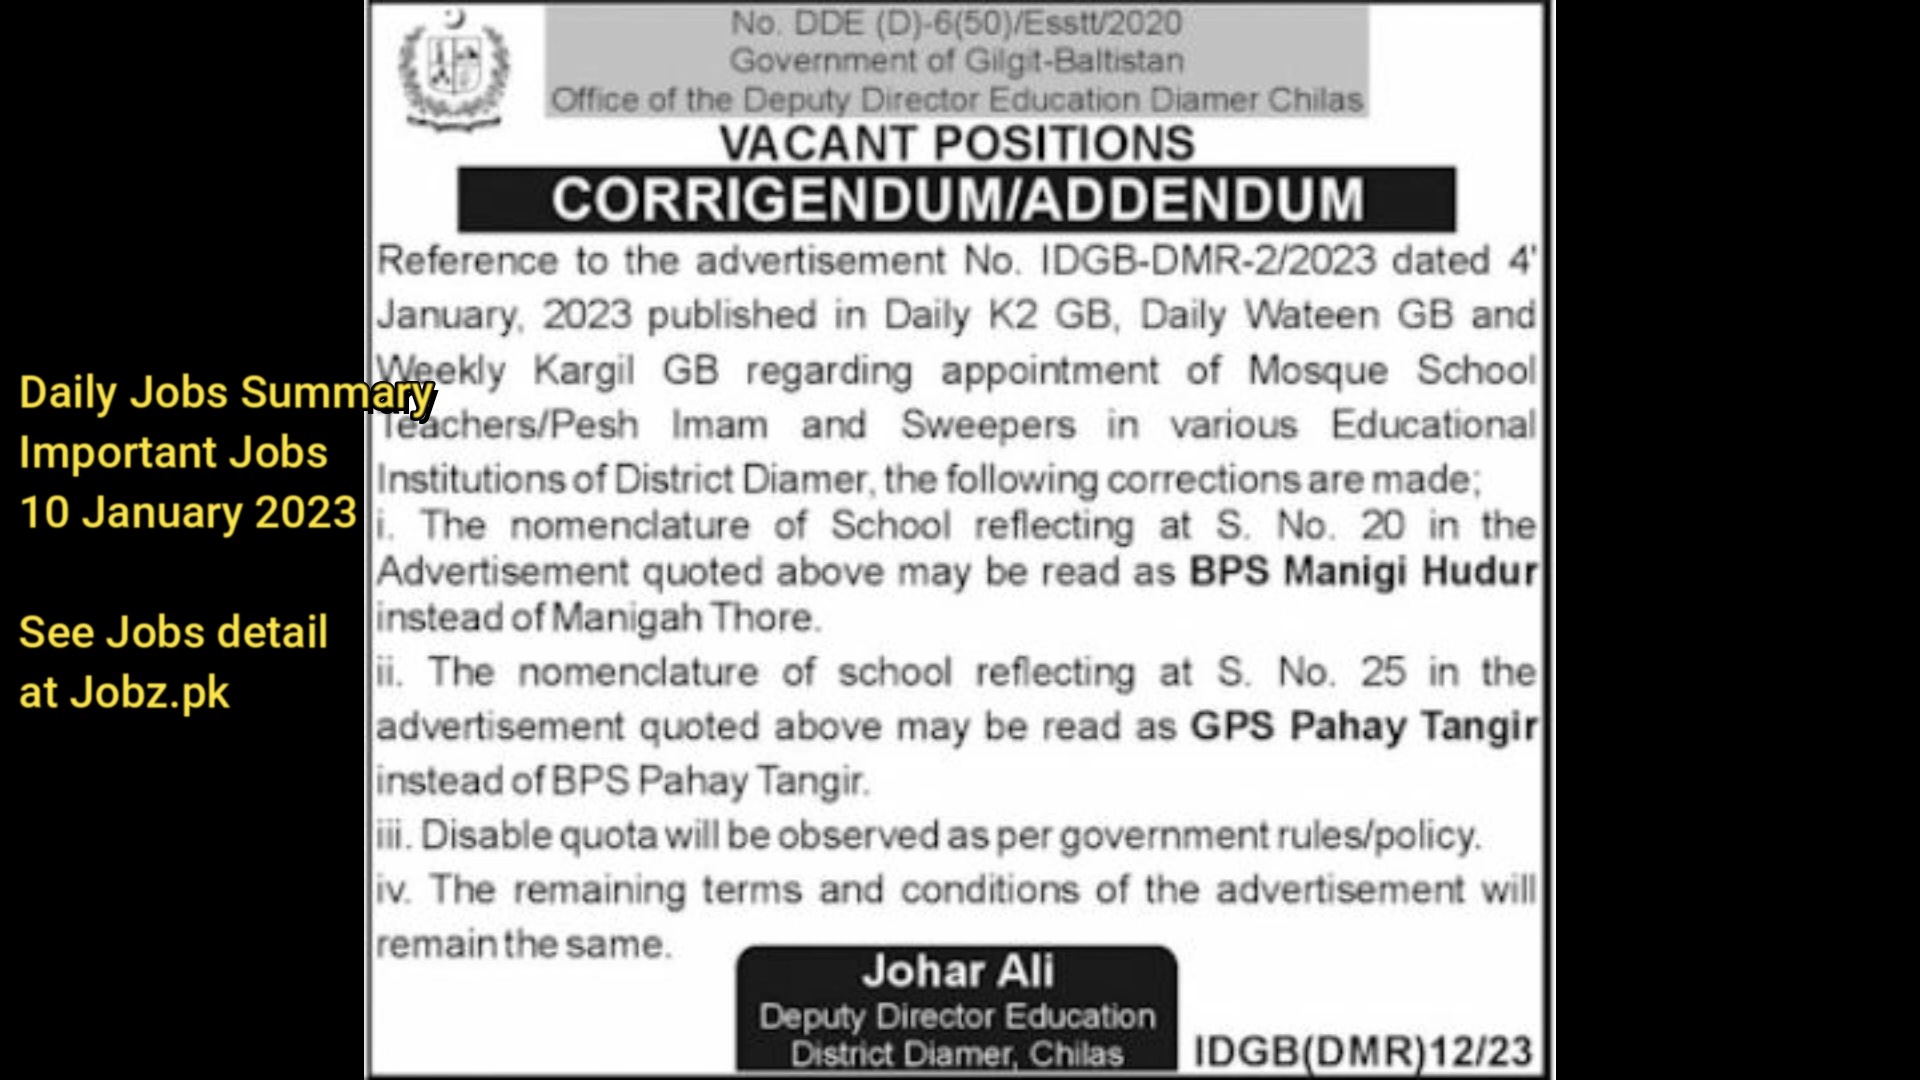 No. DDE (D)-6(50)/Esstt/2020
Government of Gilgit-Baltistan
Office of the Deputy Director Education Diamer Chilas
VACANT POSITIONS
CORRIGENDUM/ADDENDUM
Reference to the advertisement No. IDGB-DMR-2/2023 dated 4'
January, 2023 published in Daily K2 GB, Daily Wateen GB and
Weekly Kargil GB regarding appointment of Mosque School
Teachers/Pesh Imam and Sweepers in various Educational
Institutions of District Diamer, the following corrections are made;
i. The nomenclature of School reflecting at S. No. 20 in the
Advertisement quoted above may be read as BPS Manigi Hudur
instead of Manigah Thore.
ii. The nomenclature of school reflecting at S. No. 25 in the
advertisement quoted above may be read as GPS Pahay Tangir
instead of BPS Pahay Tangir.
iii. Disable quota will be observed as per government rules/policy.
iv. The remaining terms and conditions of the advertisement will
remain the same.
Johar Ali
Deputy Director Education
District Diamer, Chilas
IDGB(DMR)12/23
Daily Jobs Summary
Important Jobs
10 January 2023
See Jobs detail
at Jobz.pk